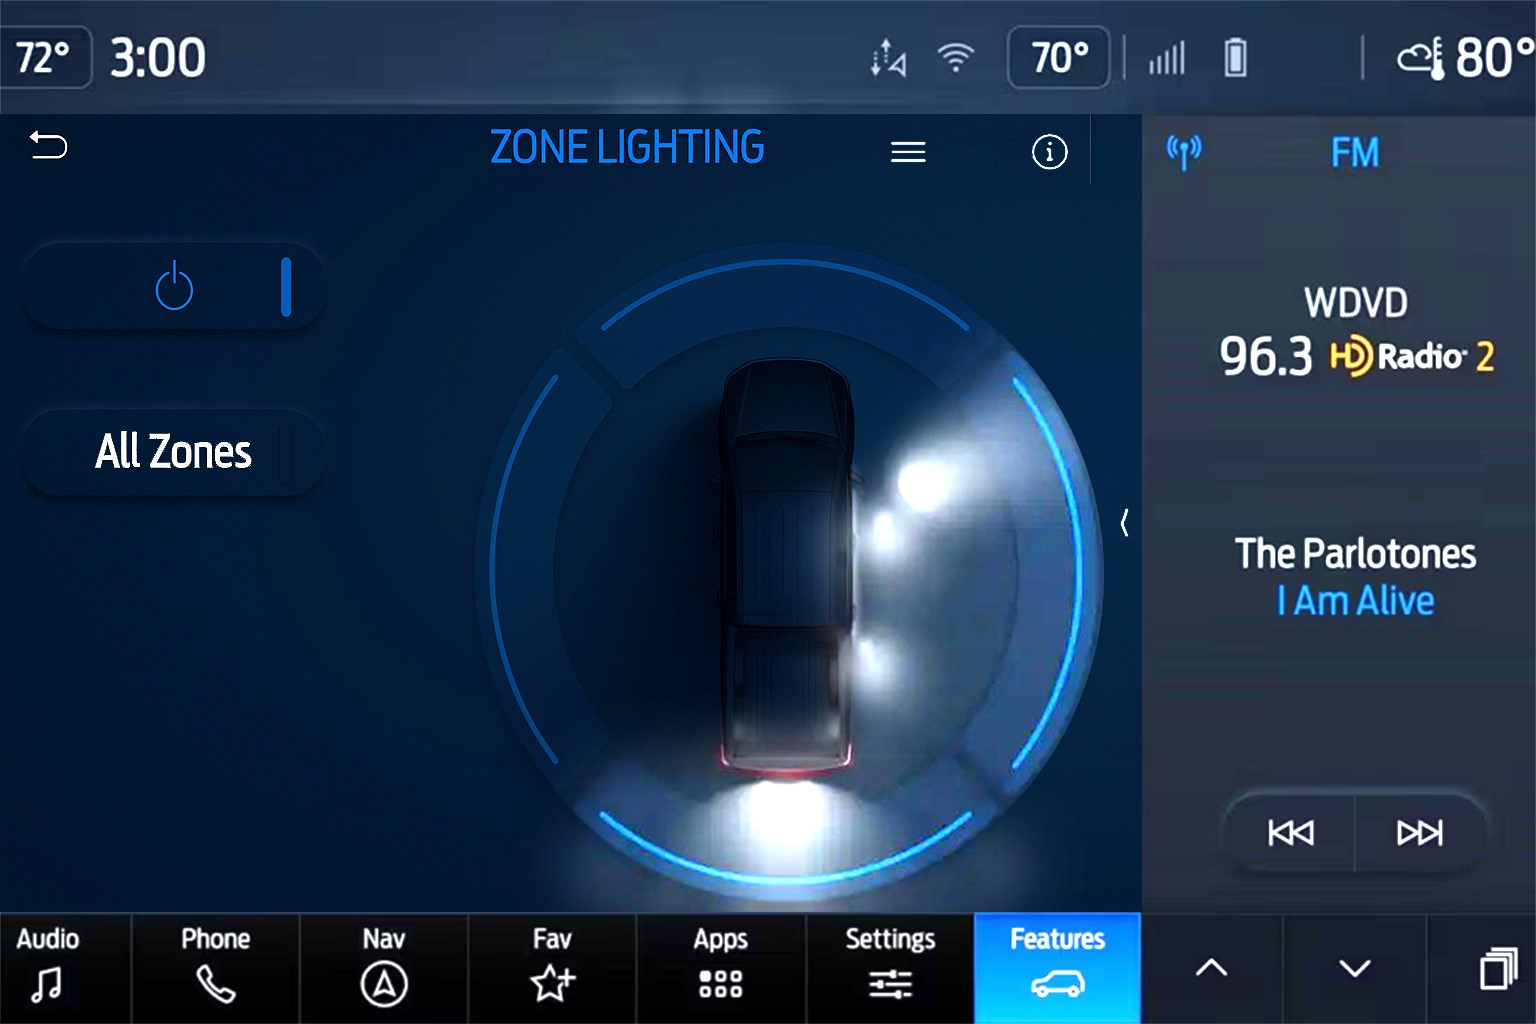 72° 3:00 70° 80°
ZONE LIGHTING
FM
WDVD
96.3 HD Radio 2
All Zones
The Parlotones
I Am Alive
Audio Phone Nav Fav Apps Settings Features